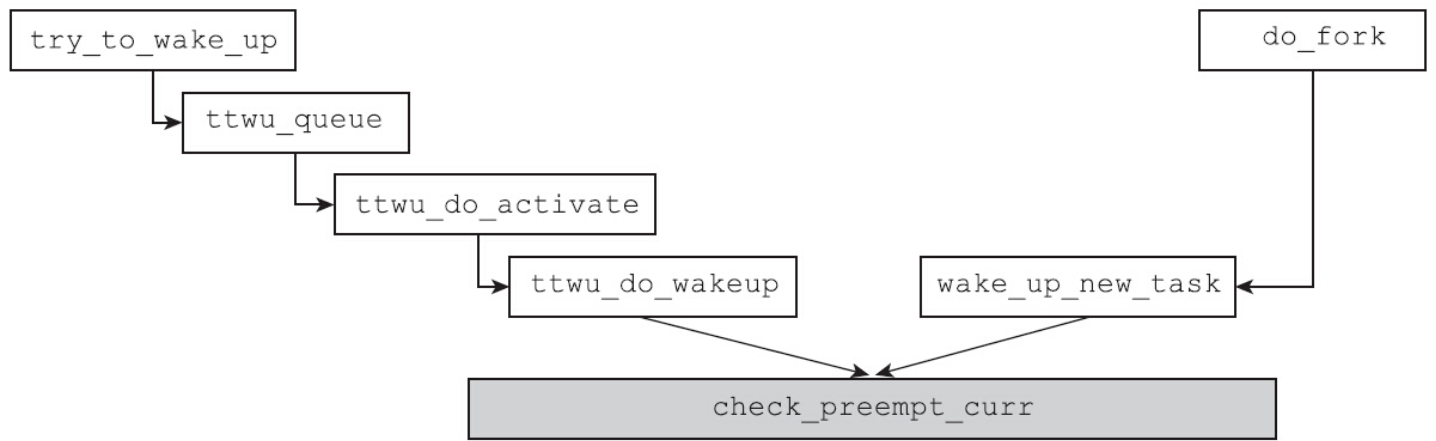 try_to_wake_up
do_fork
ttwu_queue
ttwu_do_activate
ttwu_do_wakeup
wake_up_new_task
check_preempt_curr